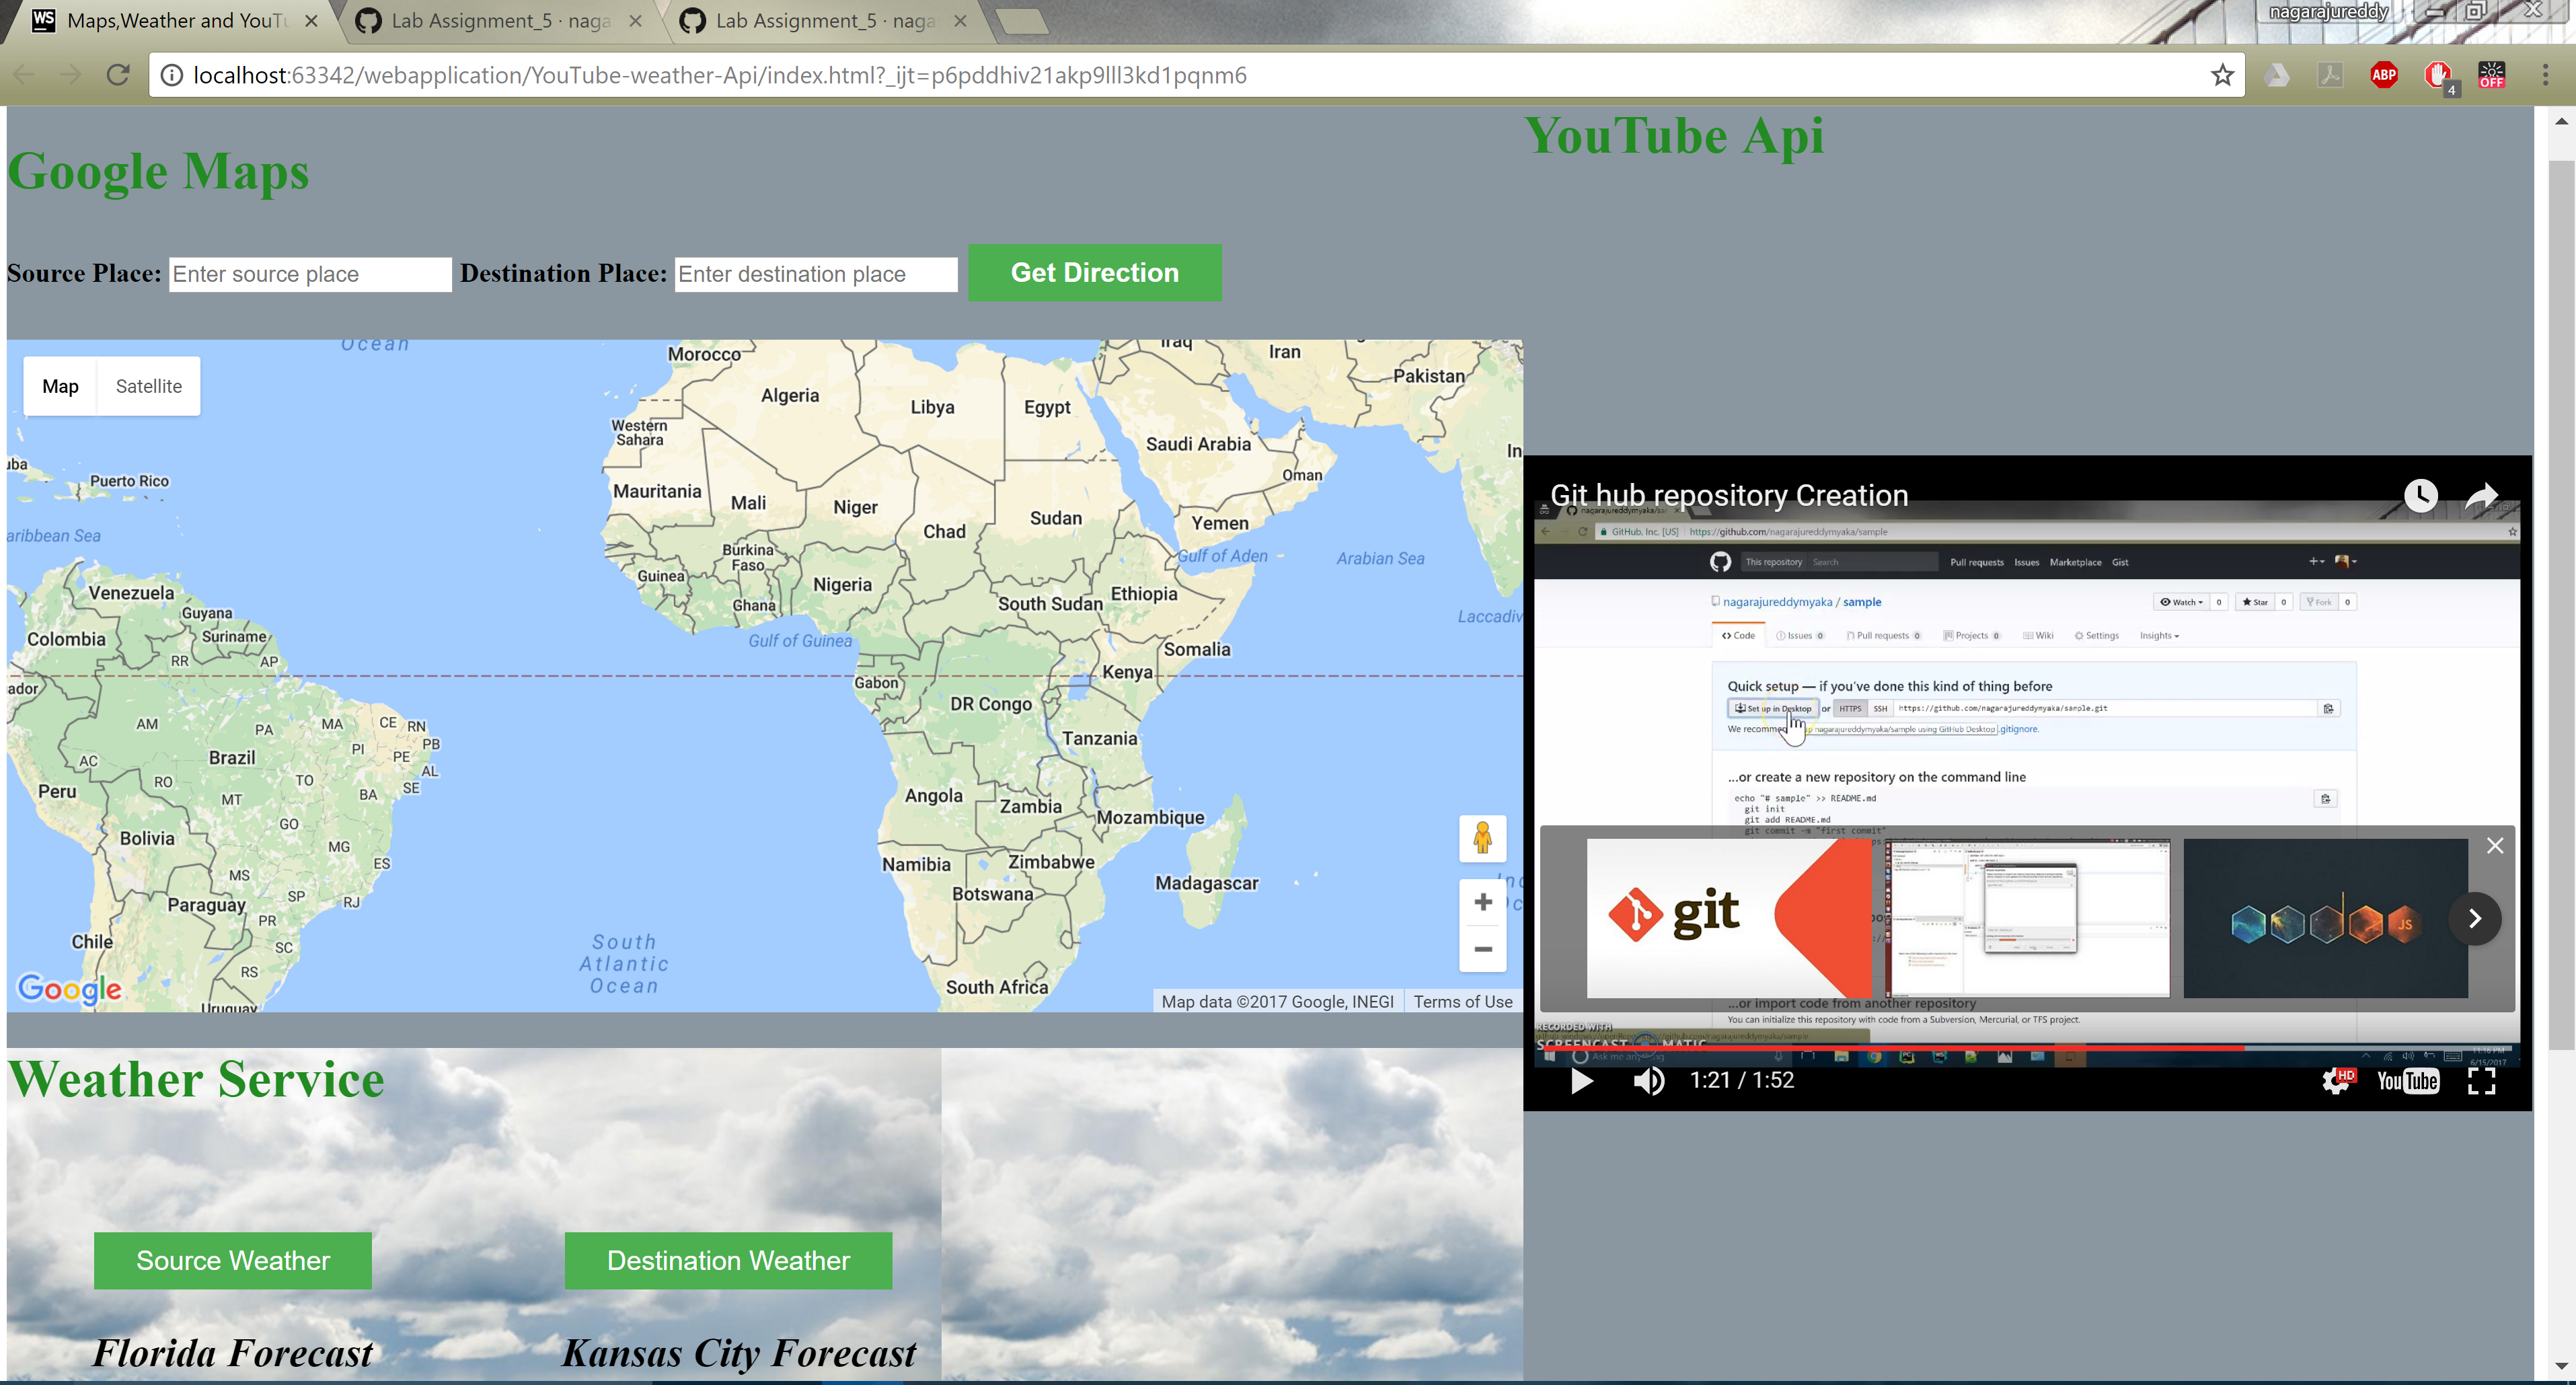 Maps,Weather and YouTu
Lab Assignment_5 · naga
Lab Assignment_5 · naga
nagarajureddy
localhost:63342/webapplication/YouTube-weather-Api/index.html?_ijt=p6pddhiv21akp9lll3kd1pqnm6
ABP
4
OFF
Google Maps
YouTube Api
Source Place: Enter source place Destination Place: Enter destination place Get Direction
Map Satellite
Ocean
Morocco
Algeria
Libya
Egypt
Iraq
Iran
Pakistan
Western
Sahara
Saudi Arabia
Oman
In
uba
Puerto Rico
Mauritania
Mali
Niger
Chad
Sudan
Yemen
aribbean Sea
Burkina
Faso
Gulf of Aden
Arabian Sea
Guinea
Nigeria
Ethiopia
Venezuela
Guyana
Ghana
South Sudan
Laccadiv
Colombia
Suriname
Gulf of Guinea
Somalia
RR
AP
Kenya
ador
Gabon
DR Congo
AM
PA
MA
CE
RN
PB
Tanzania
PI
PE
Brazil
AC
RO
TO
AL
SE
BA
Peru
MT
Angola
Zambia
Mozambique
GO
Bolivia
MG
ES
Namibia
Zimbabwe
Botswana
Madagascar
MS
SP
RJ
Paraguay
PR
Chile
SC
South
Atlantic
Ocean
RS
South Africa
Uruguay
Google
Map data ©2017 Google, INEGI Terms of Use
Git hub repository Creation
GitHub, Inc. [US] https://github.com/nagarajureddymyaka/sample
This repository Search Pull requests Issues Marketplace Gist
nagarajureddymyaka / sample
Watch 0 Star 0 Fork 0
Code Issues 0 Pull requests 0 Projects 0 Wiki Settings Insights
Quick setup — if you've done this kind of thing before
Set up in Desktop or HTTPS SSH https://github.com/nagarajureddymyaka/sample.git
We recommend nagarajureddymyaka/sample using GitHub Desktop .gitignore.
...or create a new repository on the command line
echo "# sample" >> README.md
git init
git add README.md
git commit -m "first commit"
git
JS
...or import code from another repository
You can initialize this repository with code from a Subversion, Mercurial, or TFS project.
RECORDED WITH
SCREENCAST MATIC
Ask me anything
11:16 PM
6/15/2017
1:21 / 1:52
HD
YouTube
Weather Service
Source Weather
Destination Weather
Florida Forecast
Kansas City Forecast